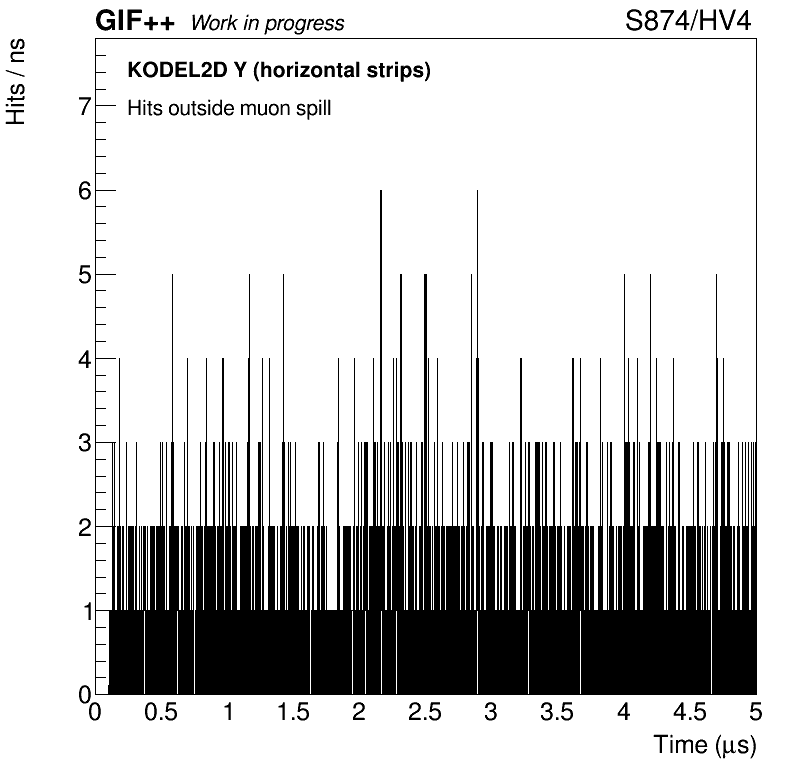 GIF++ Work in progress S874/HV4
Hits / ns
KODEL2D Y (horizontal strips)
Hits outside muon spill
7
6
5
4
3
2
1
0
0 0.5 1 1.5 2 2.5 3 3.5 4 4.5 5
Time (μs)